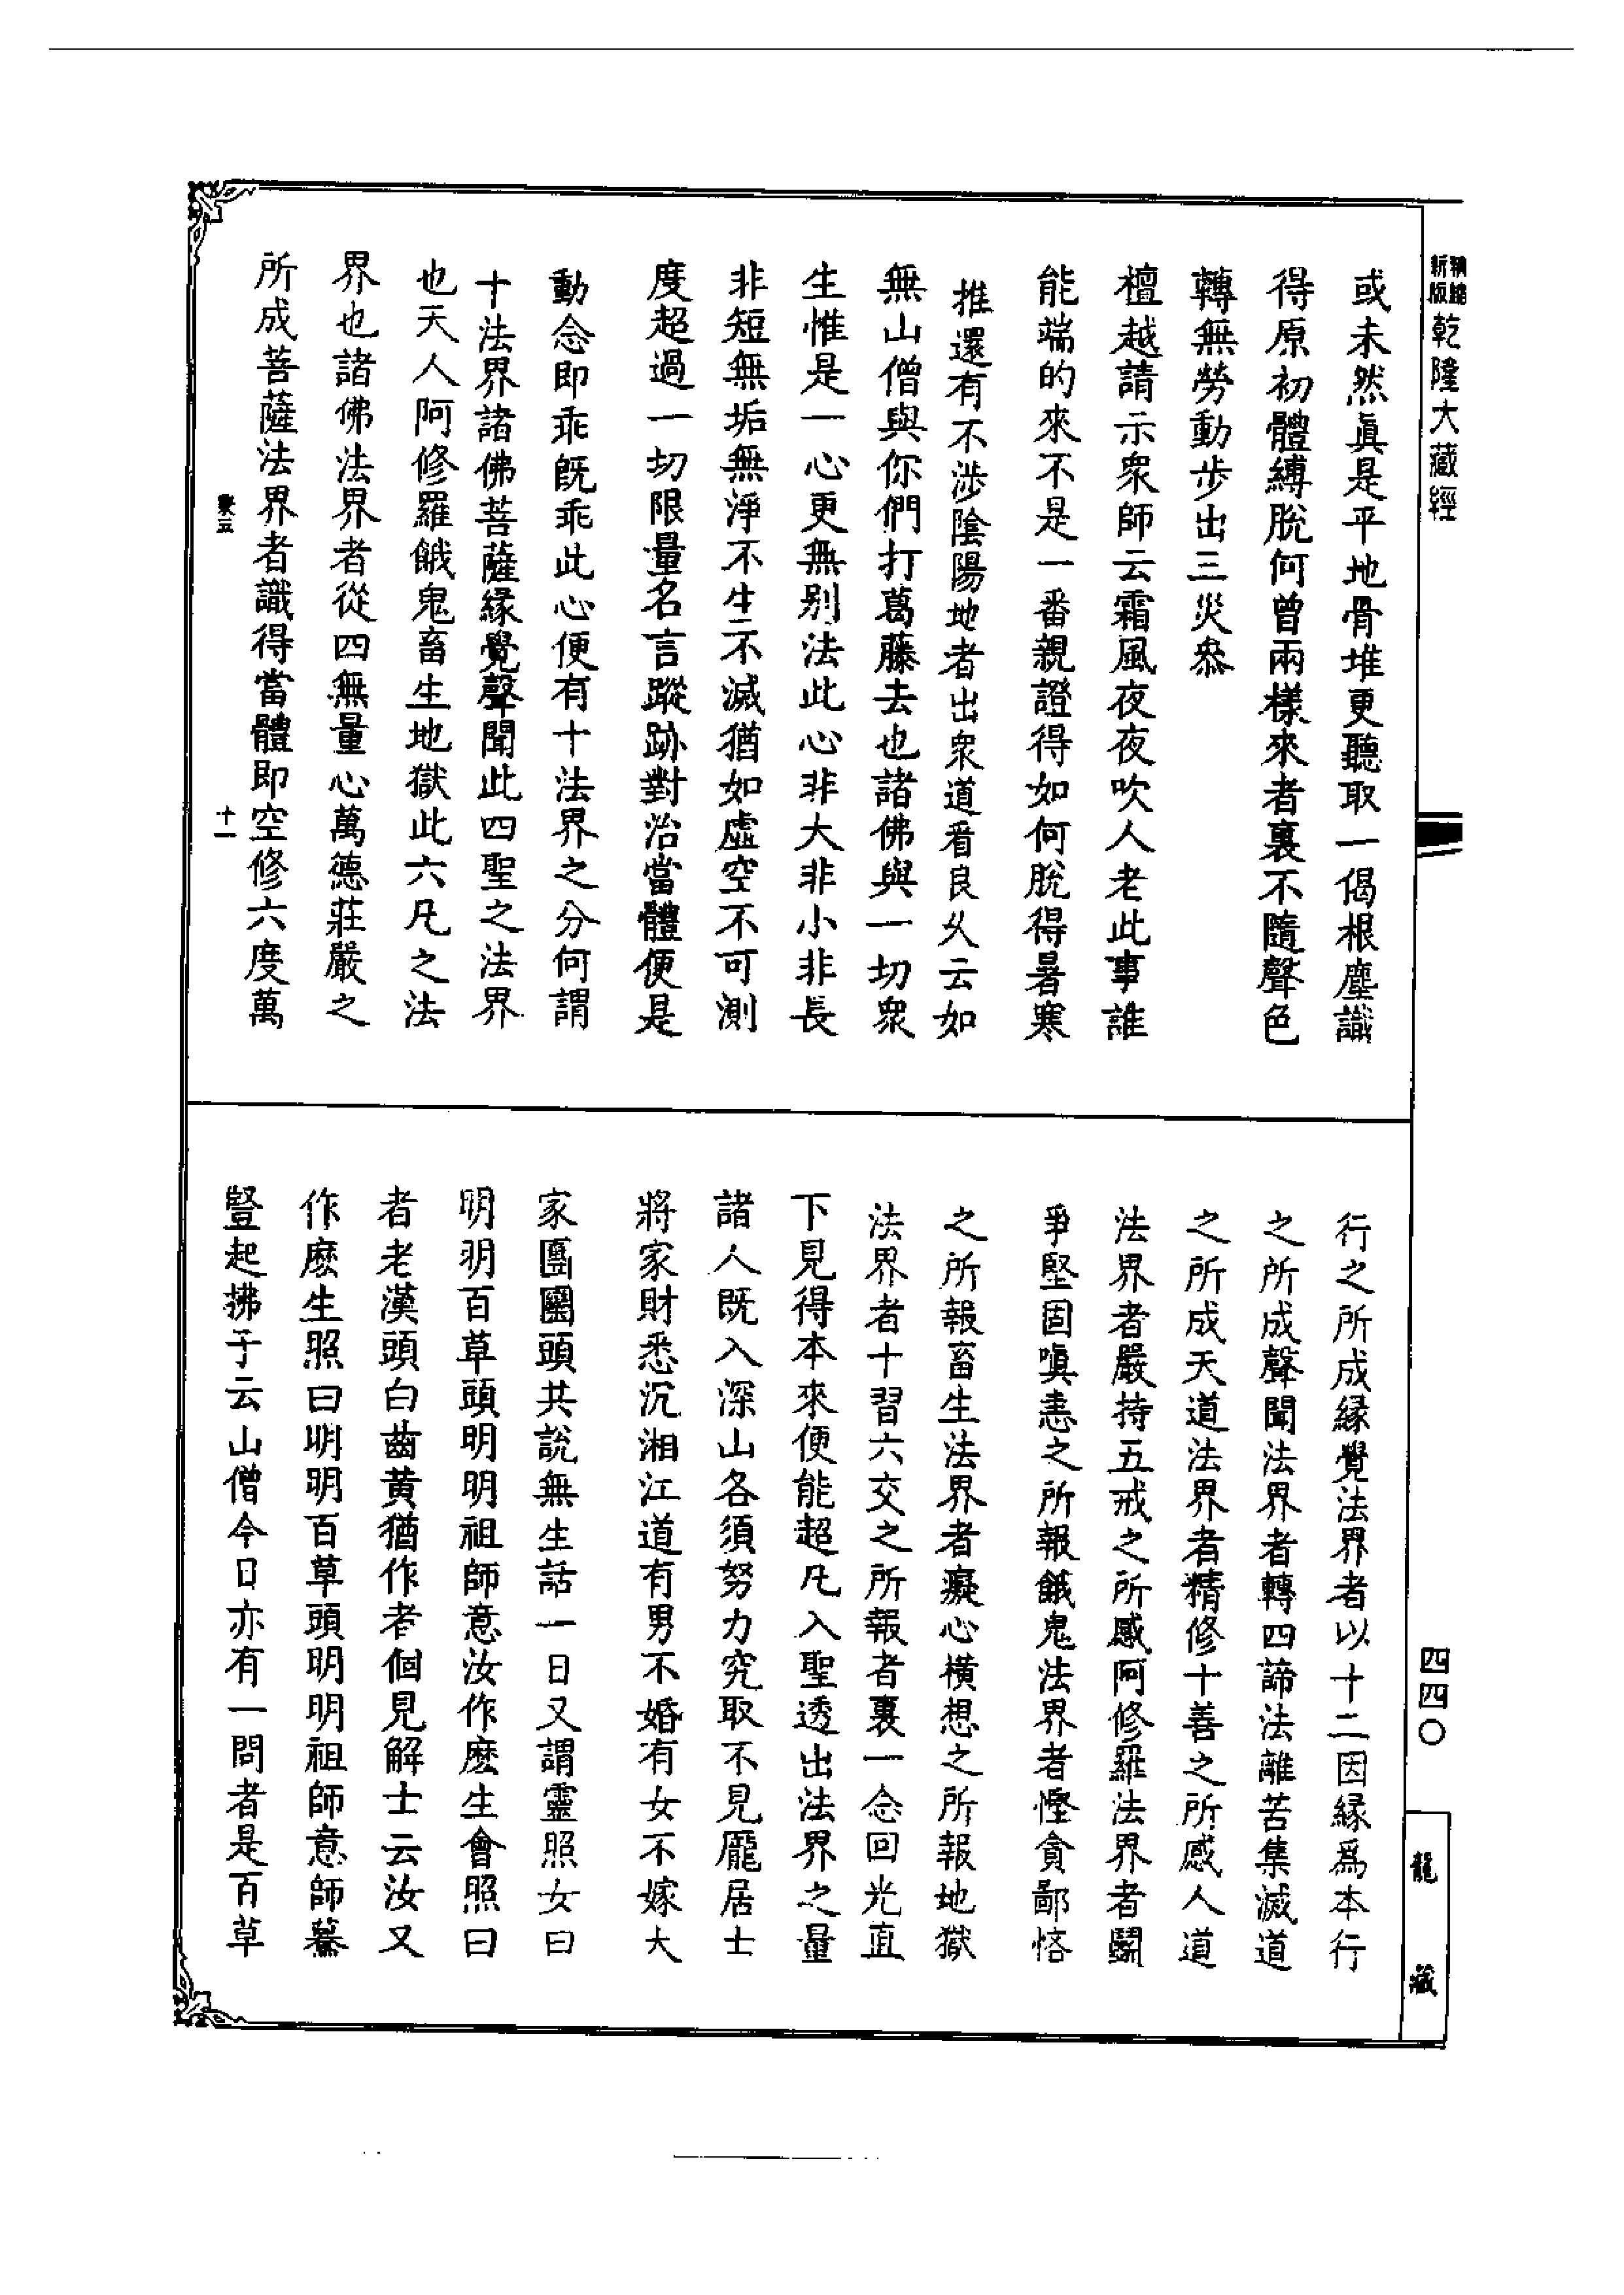 乾隆大藏經
或未然眞是平地骨堆更聽取一偈根塵識
得原初體縛脫何曾兩樣來者裏不隨聲色
轉無勞動步出三災叅
檀越請示衆師云霜風夜夜吹人老此事誰
能端的來不是一番親證得如何脫得暑寒
推還有不涉陰陽地者出衆道看良乆云如
無山僧與你們打葛藤去也諸佛與一切衆
生惟是一心更無别法此心非大非小非長
非短無垢無淨不生不滅猶如虛空不可測
度超過一切限量名言蹤跡對治當體便是
動念即乖旣乖此心便有十法界之分何謂
十法界諸佛菩薩緣覺聲聞此四聖之法界
也天人阿修羅餓鬼畜生地獄此六凡之法
界也諸佛法界者從四無量心萬德莊嚴之
所成菩薩法界者識得當體即空修六度萬
十一
行之所成緣覺法界者以十二因緣爲本行
之所成聲聞法界者轉四諦法離苦集滅道
之所成天道法界者精修十善之所感人道
法界者嚴持五戒之所感阿修羅法界者鬬
爭堅固嗔恚之所報餓鬼法界者慳貪鄙悋
之所報畜生法界者癡心橫想之所報地獄
法界者十習六交之所報者裏一念回光直
下見得本來便能超凡入聖透出法界之量
諸人既入深山各須努力究取不見龐居士
將家財悉沉湘江道有男不婚有女不嫁大
家團圞頭共說無生話一日又謂靈照女曰
明明百草頭明明祖師意汝作麽生會照曰
者老漢頭白齒黄猶作者個見解士云汝又
作麽生照曰明明百草頭明明祖師意師驀
豎起拂子云山僧今日亦有一問者是百草
四四〇
龍藏